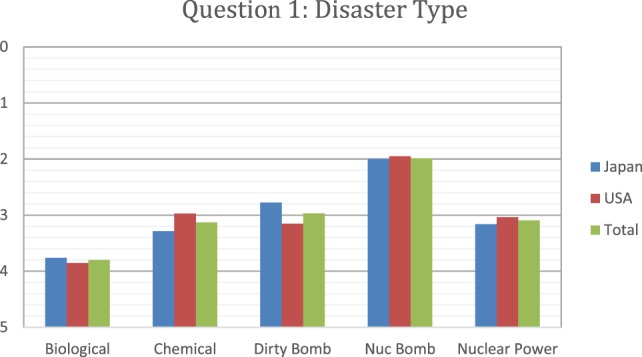 Question 1: Disaster Type
0
1
2
3
4
5
Biological Chemical Dirty Bomb Nuc Bomb Nuclear Power
Japan
USA
Total